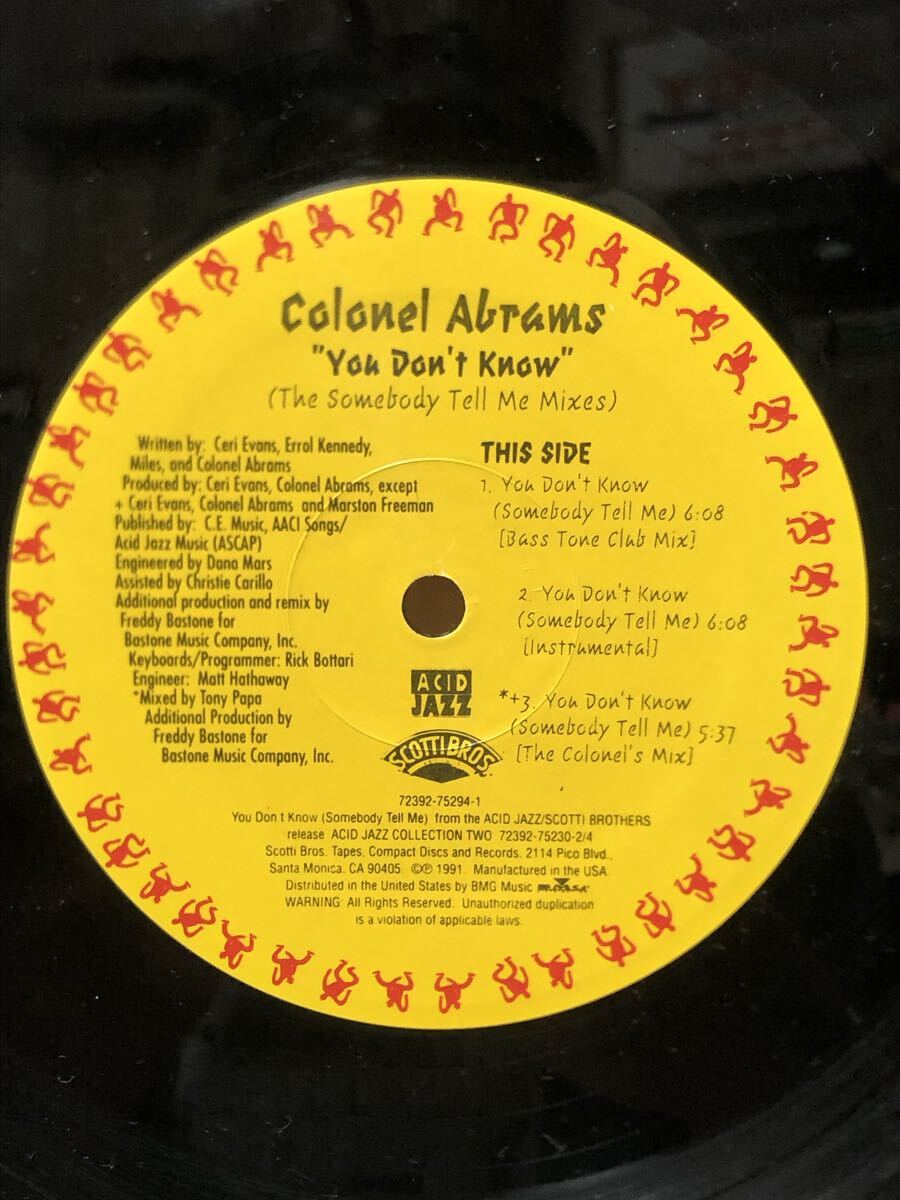 Colonel Abrams
"You Don't Know"
(The Somebody Tell Me Mixes)
Written by: Ceri Evans, Errol Kennedy,
Miles, and Colonel Abrams
Produced by: Ceri Evans, Colonel Abrams, except
+ Ceri Evans, Colonel Abrams and Marston Freeman
Published by: C.E. Music, AACI Songs/
Acid Jazz Music (ASCAP)
Engineered by Dana Mars
Assisted by Christie Carillo
Additional production and remix by
Freddy Bastone for
Bastone Music Company, Inc.
Keyboards/Programmer: Rick Bottari
Engineer: Matt Hathaway
*Mixed by Tony Papa
Additional Production by
Freddy Bastone for
Bastone Music Company, Inc.
THIS SIDE
1. You Don't Know
(Somebody Tell Me) 6:08
[Bass Tone Club Mix]
2. You Don't Know
(Somebody Tell Me) 6:08
[Instrumental]
*+3. You Don't Know
(Somebody Tell Me) 5:37
[The Colonel's Mix]
ACID
JAZZ
SCOTTI BROS.
72392-75294-1
You Don t Know (Somebody Tell Me) from the ACID JAZZ/SCOTTI BROTHERS
release ACID JAZZ COLLECTION TWO 72392-75230-2/4
Scotti Bros. Tapes, Compact Discs and Records. 2114 Pico Blvd.,
Santa Monica, CA 90405. ©℗ 1991. Manufactured in the USA.
Distributed in the United States by BMG Music
WARNING: All Rights Reserved. Unauthorized duplication
is a violation of applicable laws.